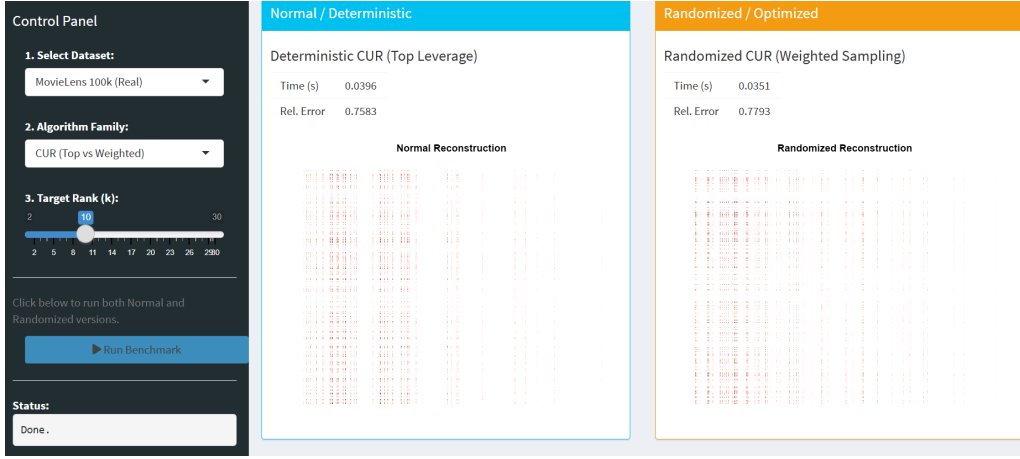 Control Panel
1. Select Dataset:
MovieLens 100k (Real)
2. Algorithm Family:
CUR (Top vs Weighted)
3. Target Rank (k):
2 10 30
2 5 8 11 14 17 20 23 26 2930
Click below to run both Normal and
Randomized versions.
Run Benchmark
Status:
Done.
Normal / Deterministic
Deterministic CUR (Top Leverage)
Time (s) 0.0396
Rel. Error 0.7583
Normal Reconstruction
Randomized / Optimized
Randomized CUR (Weighted Sampling)
Time (s) 0.0351
Rel. Error 0.7793
Randomized Reconstruction